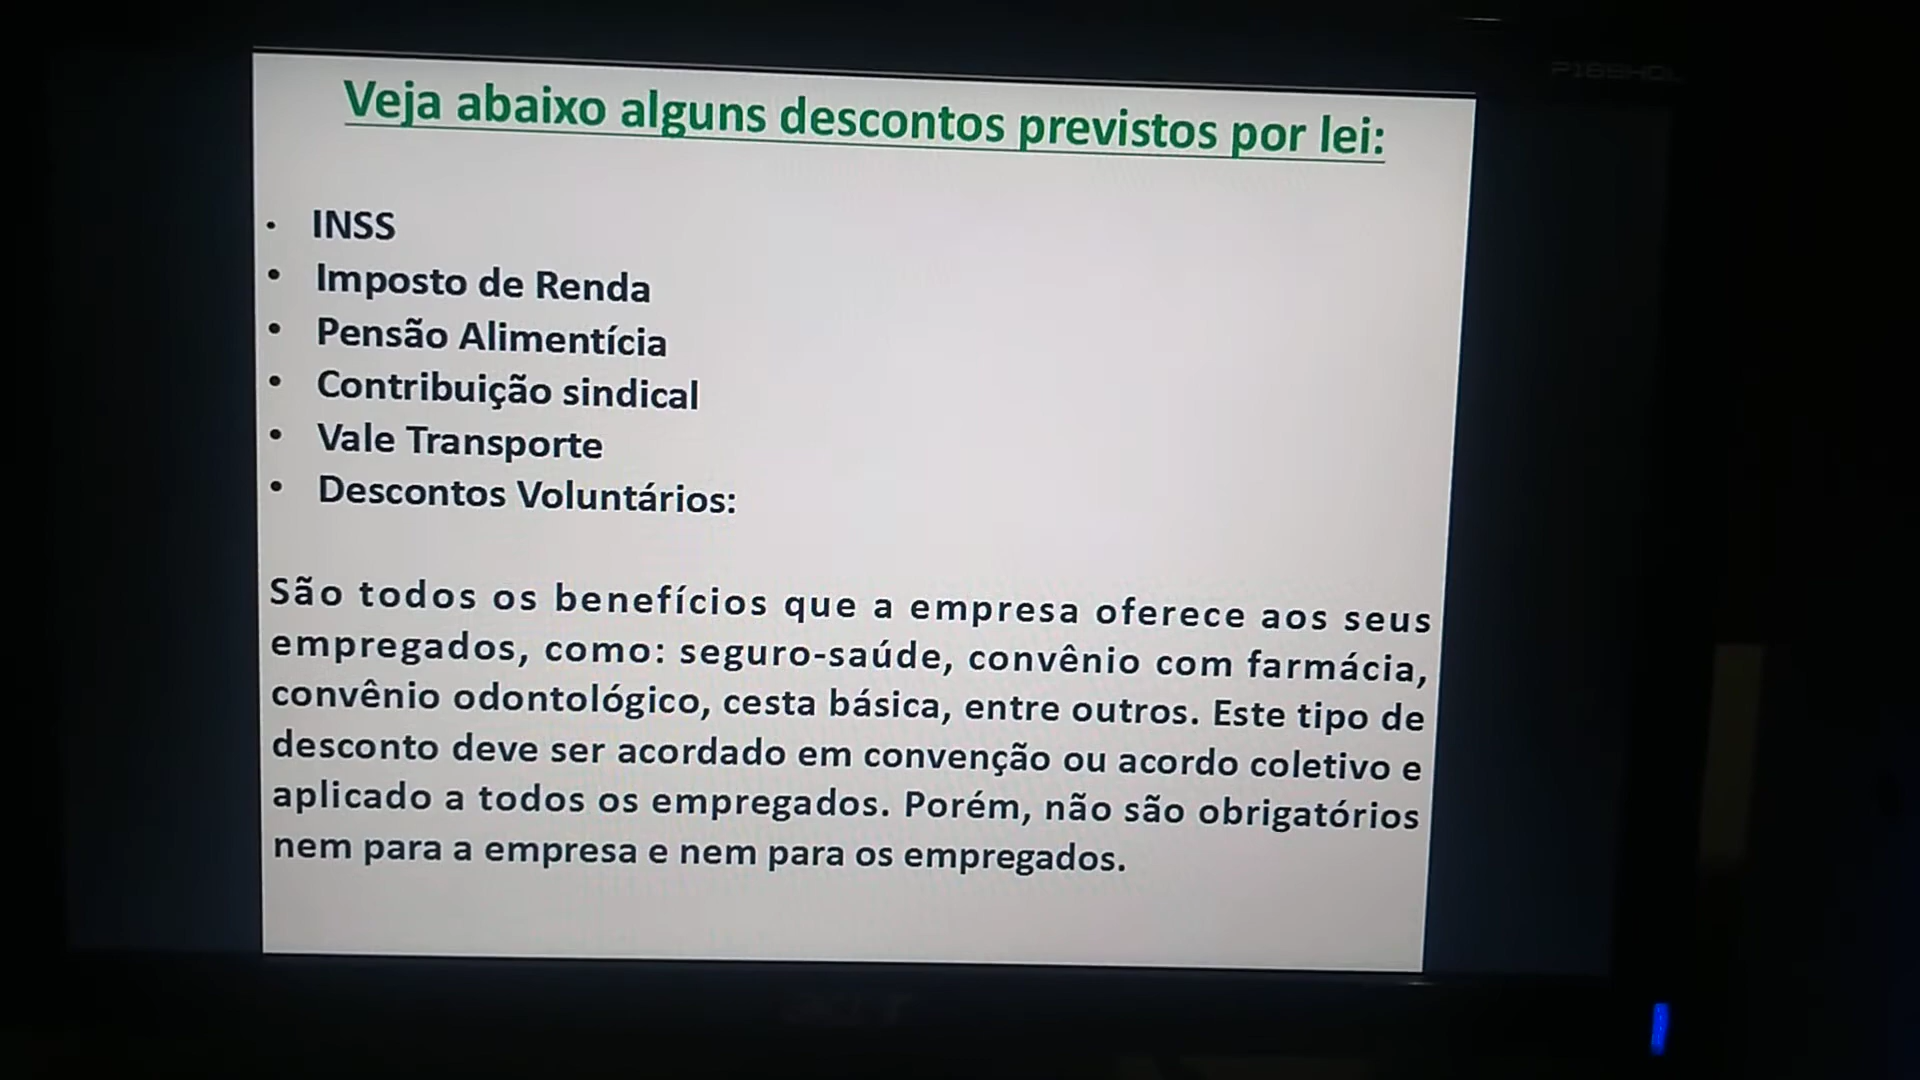 Veja abaixo alguns descontos previstos por lei:
• INSS
• Imposto de Renda
• Pensão Alimentícia
• Contribuição sindical
• Vale Transporte
• Descontos Voluntários:
São todos os benefícios que a empresa oferece aos seus
empregados, como: seguro-saúde, convênio com farmácia,
convênio odontológico, cesta básica, entre outros. Este tipo de
desconto deve ser acordado em convenção ou acordo coletivo e
aplicado a todos os empregados. Porém, não são obrigatórios
nem para a empresa e nem para os empregados.